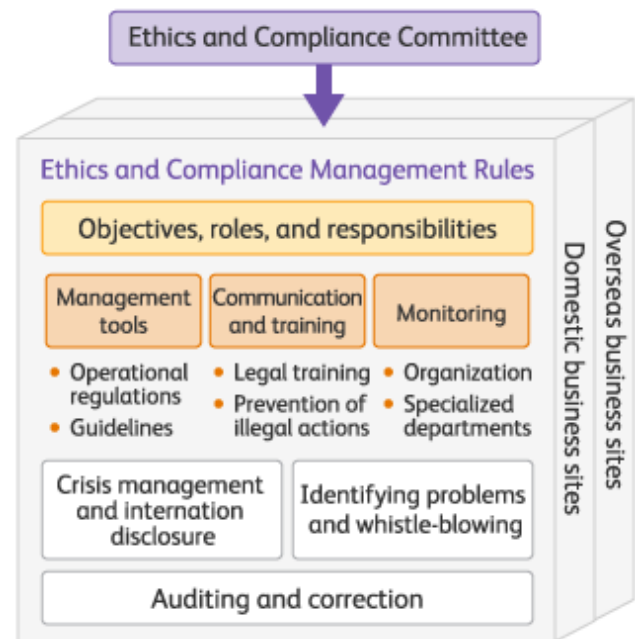 Ethics and Compliance Committee
Ethics and Compliance Management Rules
Objectives, roles, and responsibilities
Management
tools
Communication
and training
Monitoring
• Operational
regulations
• Guidelines
• Legal training
• Prevention of
illegal actions
• Organization
• Specialized
departments
Crisis management
and internation
disclosure
Identifying problems
and whistle-blowing
Auditing and correction
Domestic business sites
Overseas business sites